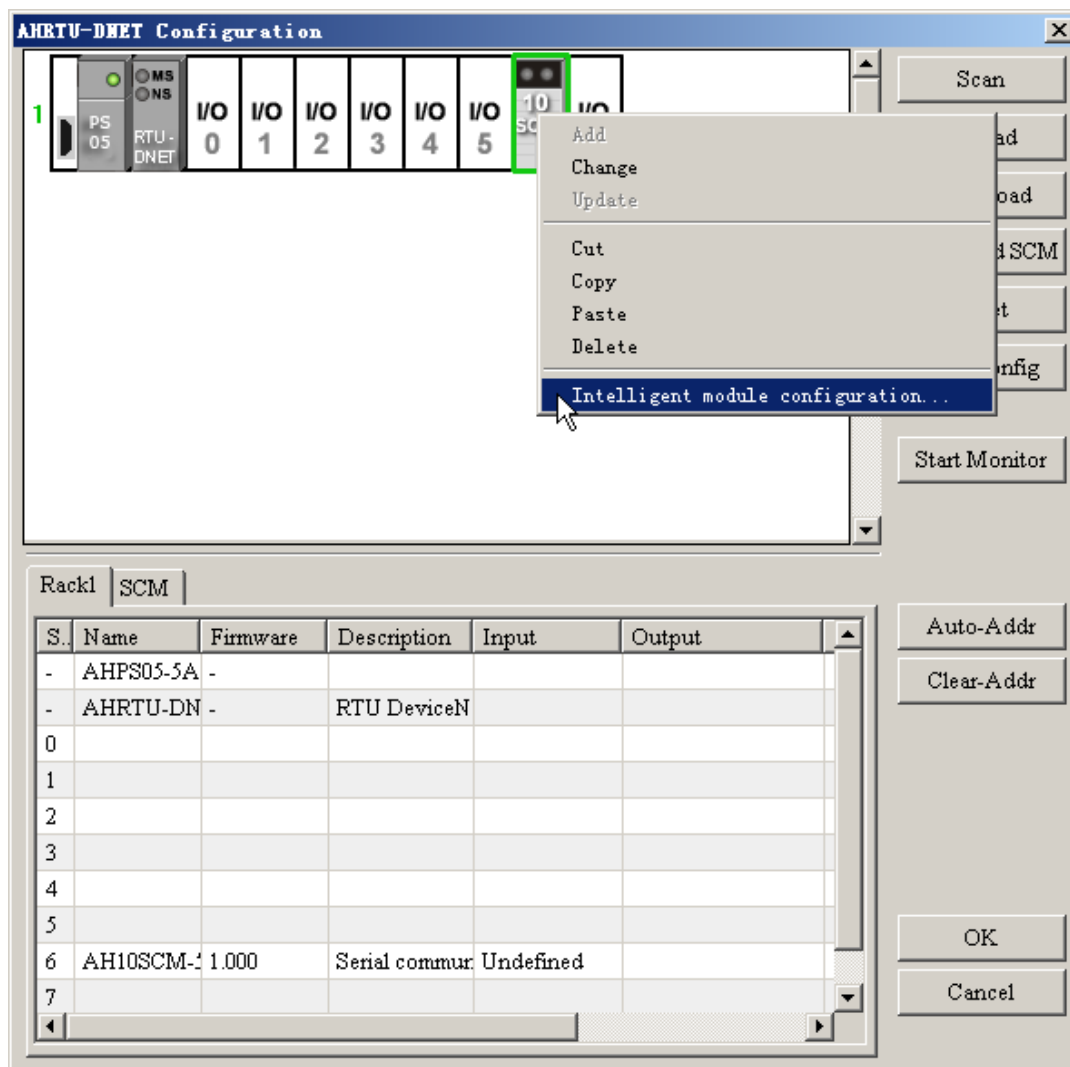 AHRTU-DNET Configuration
1
PS
05
MS
NS
RTU-
DNET
I/O
0
I/O
1
I/O
2
I/O
3
I/O
4
I/O
5
10
I/O
Add
Change
Update
Cut
Copy
Paste
Delete
Intelligent module configuration...
Scan
SCM
Start Monitor
Auto-Addr
Clear-Addr
OK
Cancel
Rack1 SCM
S.. Name Firmware Description Input Output
- AHPS05-5A -
- AHRTU-DN - RTU DeviceN
0
1
2
3
4
5
6 AH10SCM- 1.000 Serial commun Undefined
7